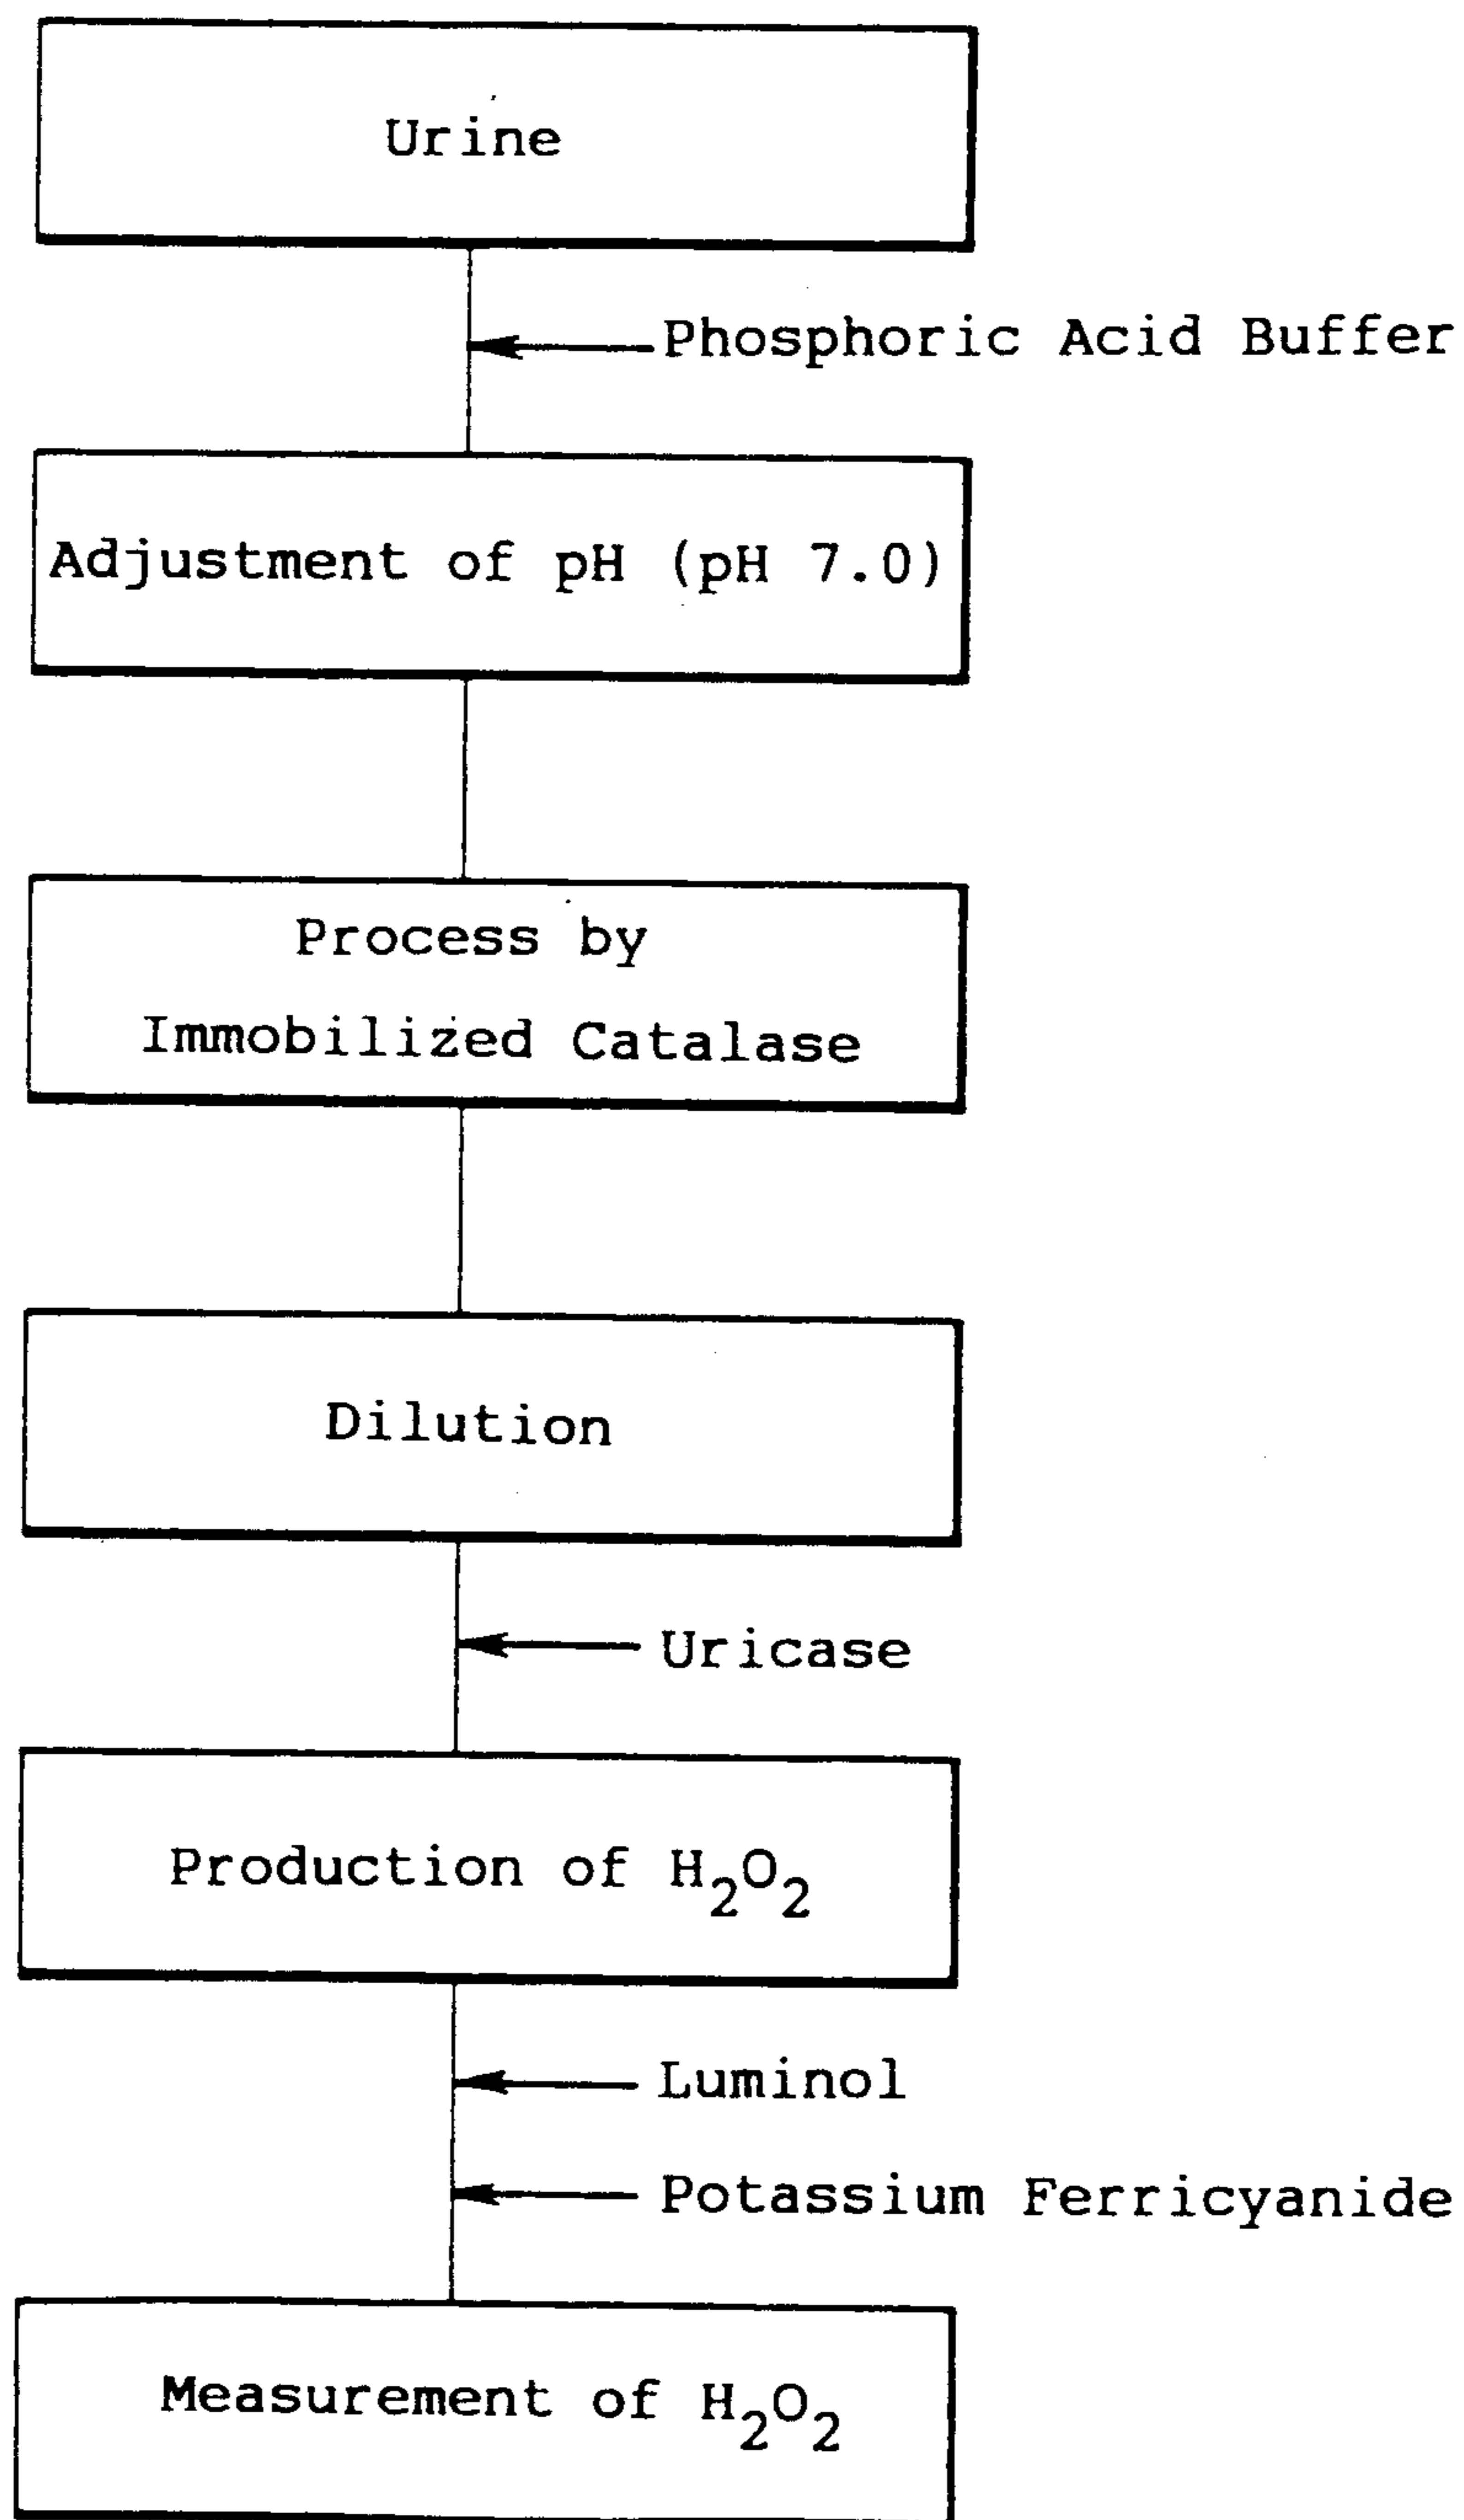 Urine
Phosphoric Acid Buffer
Adjustment of pH (pH 7.0)
Process by
Immobilized Catalase
Dilution
Uricase
Production of H₂O₂
Luminol
Potassium Ferricyanide
Measurement of H₂O₂